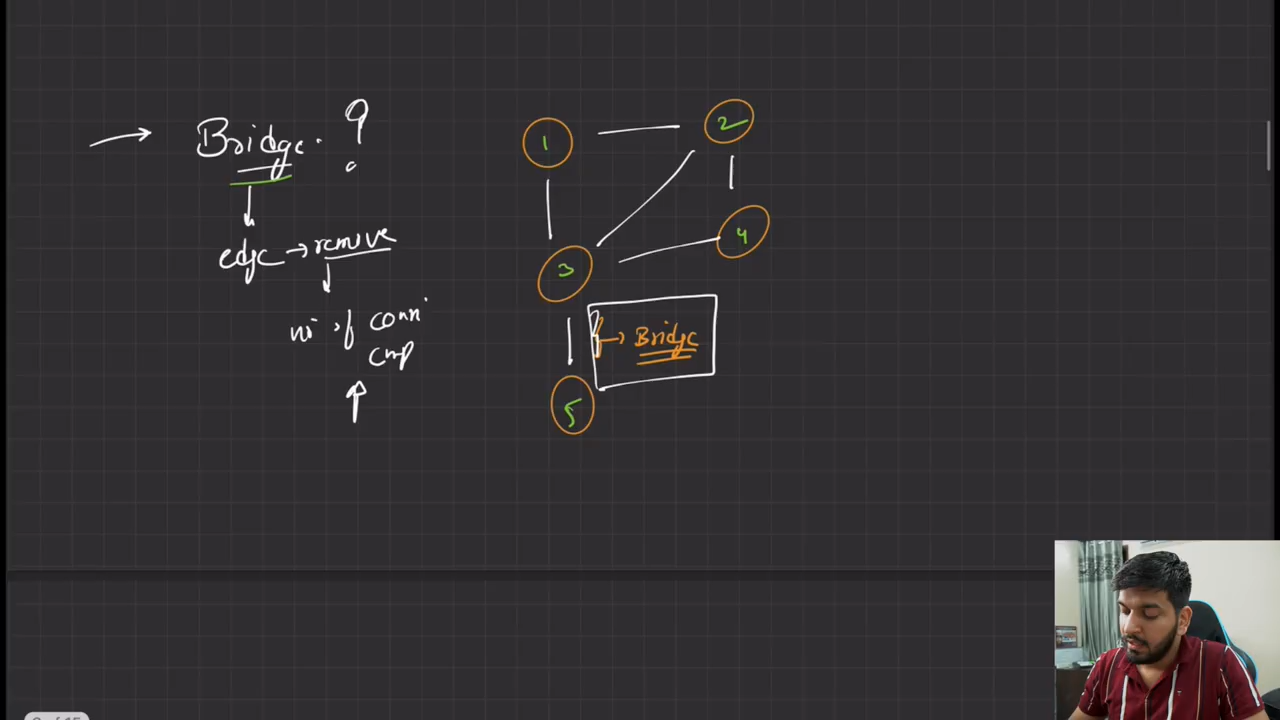 → Bridge. ?
edge → remove
no of conn
cmp
↑
1
2
3
4
5
→ Bridge